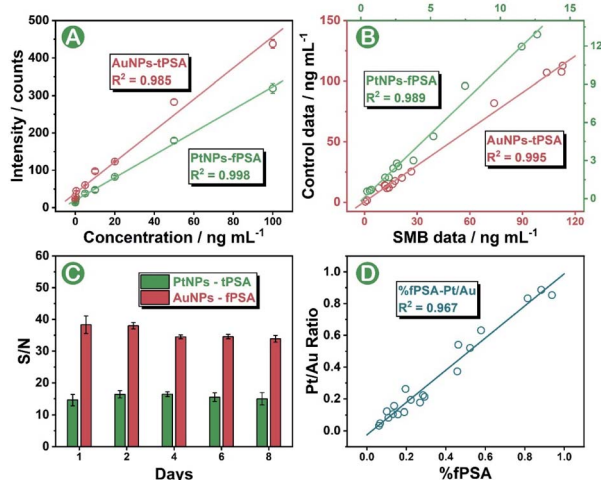 A
AuNPs-tPSA
R² = 0.985
PtNPs-fPSA
R² = 0.998
Intensity / counts
500
400
300
200
100
0
0 20 40 60 80 100
Concentration / ng mL⁻¹
B
0 5 10 15
PtNPs-fPSA
R² = 0.989
AuNPs-tPSA
R² = 0.995
Control data / ng mL⁻¹
150
100
50
0
12
9
6
3
0
0 30 60 90 120
SMB data / ng mL⁻¹
C
PtNPs - tPSA
AuNPs - fPSA
S/N
60
50
40
30
20
10
0
1 2 4 6 8
Days
D
%fPSA-Pt/Au
R² = 0.967
Pt/Au Ratio
1.0
0.8
0.6
0.4
0.2
0.0
0.0 0.2 0.4 0.6 0.8 1.0
%fPSA